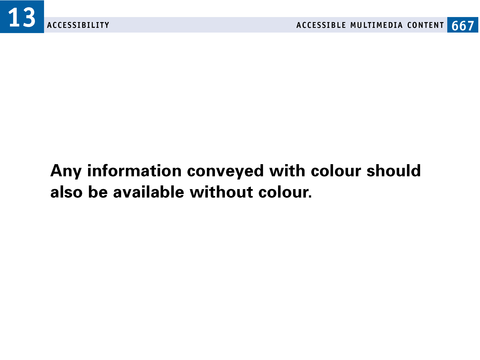 13 ACCESSIBILITY ACCESSIBLE MULTIMEDIA CONTENT 667
Any information conveyed with colour should
also be available without colour.